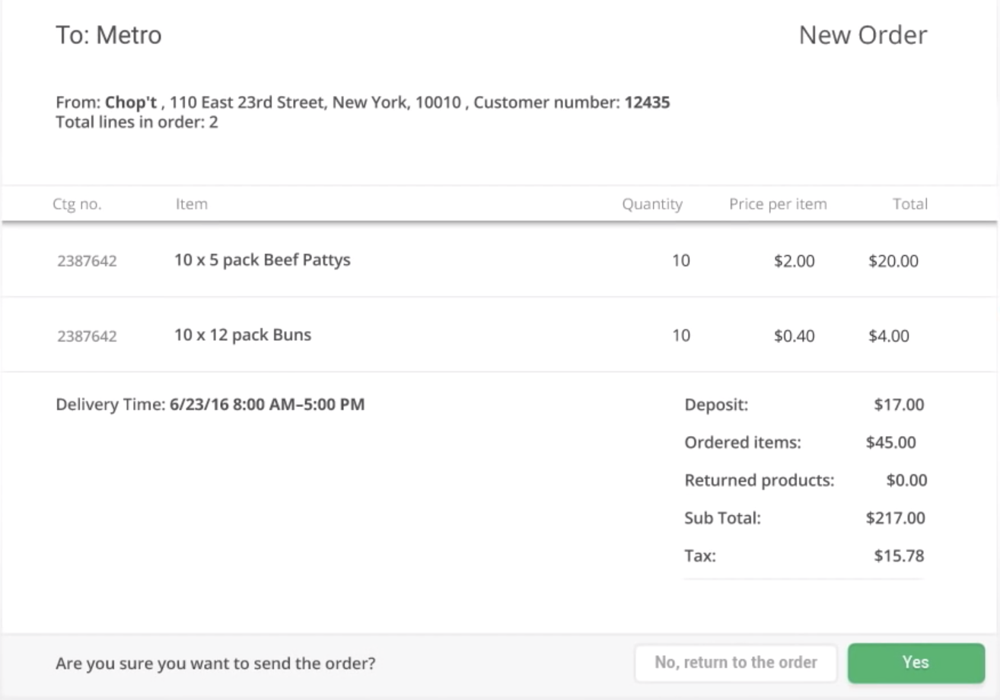 To: Metro New Order
From: Chop't , 110 East 23rd Street, New York, 10010 , Customer number: 12435
Total lines in order: 2
Ctg no. Item Quantity Price per item Total
2387642 10 x 5 pack Beef Pattys 10 $2.00 $20.00
2387642 10 x 12 pack Buns 10 $0.40 $4.00
Delivery Time: 6/23/16 8:00 AM–5:00 PM Deposit: $17.00
Ordered items: $45.00
Returned products: $0.00
Sub Total: $217.00
Tax: $15.78
Are you sure you want to send the order? No, return to the order Yes